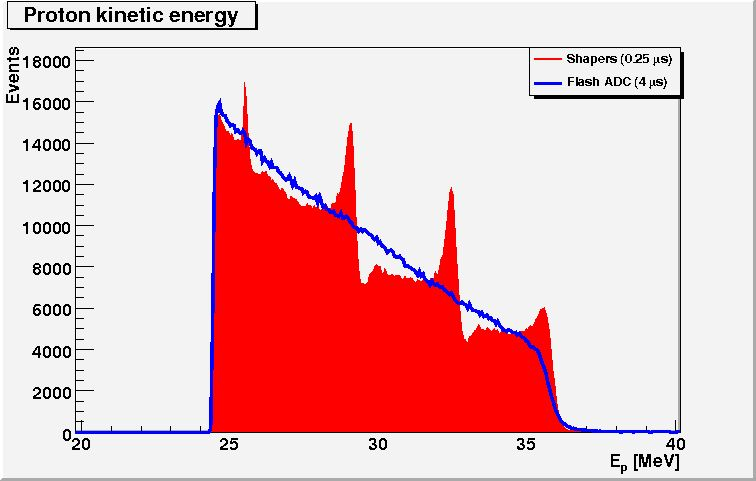 Proton kinetic energy
Events
18000
16000
14000
12000
10000
8000
6000
4000
2000
0
Shapers (0.25 μs)
Flash ADC (4 μs)
20 25 30 35 40
Ep [MeV]